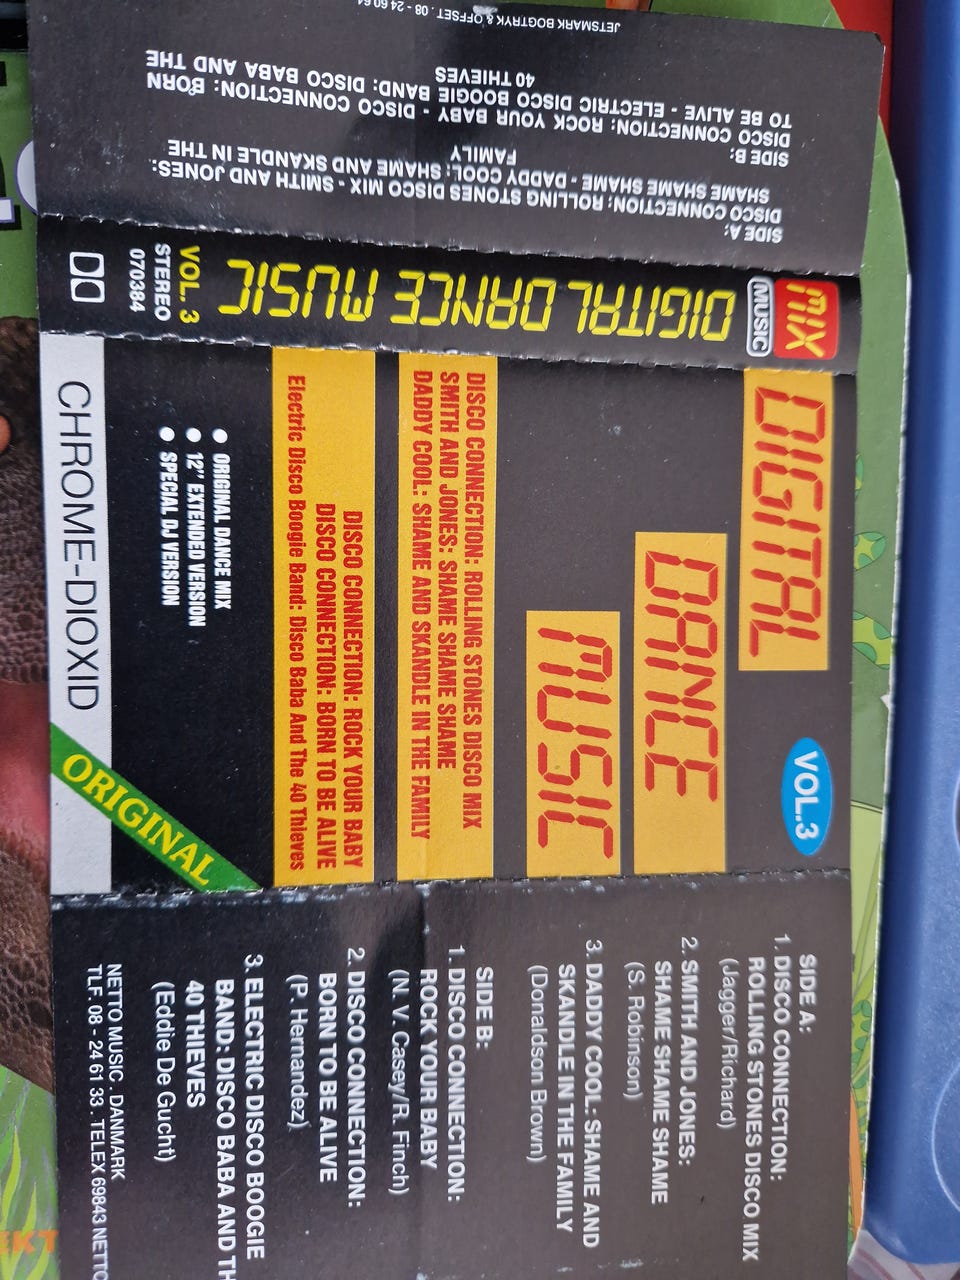 JETSMARK BOGTRYK & OFFSET . 08 - 24 60 64
SIDE A:
DISCO CONNECTION: ROLLING STONES DISCO MIX - SMITH AND JONES:
SHAME SHAME SHAME - DADDY COOL: SHAME AND SKANDLE IN THE
FAMILY
SIDE B:
DISCO CONNECTION: ROCK YOUR BABY - DISCO CONNECTION: BORN
TO BE ALIVE - ELECTRIC DISCO BOOGIE BAND: DISCO BABA AND THE
40 THIEVES
MIX
MUSIC
DIGITAL DANCE MUSIC
VOL. 3
STEREO
070384
DIGITAL
DANCE
MUSIC
VOL.3
DISCO CONNECTION: ROLLING STONES DISCO MIX
SMITH AND JONES: SHAME SHAME SHAME
DADDY COOL: SHAME AND SKANDLE IN THE FAMILY
DISCO CONNECTION: ROCK YOUR BABY
DISCO CONNECTION: BORN TO BE ALIVE
Electric Disco Boogie Band: Disco Baba And The 40 Thieves
● ORIGINAL DANCE MIX
● 12" EXTENDED VERSION
● SPECIAL DJ VERSION
CHROME-DIOXID
ORIGINAL
SIDE A:
1. DISCO CONNECTION:
ROLLING STONES DISCO MIX
(Jagger/Richard)
2. SMITH AND JONES:
SHAME SHAME SHAME
(S. Robinson)
3. DADDY COOL: SHAME AND
SKANDLE IN THE FAMILY
(Donaldson Brown)
SIDE B:
1. DISCO CONNECTION:
ROCK YOUR BABY
(N. V. Casey/R. Finch)
2. DISCO CONNECTION:
BORN TO BE ALIVE
(P. Hernandez)
3. ELECTRIC DISCO BOOGIE
BAND: DISCO BABA AND TH
40 THIEVES
(Eddie De Gucht)
NETTO MUSIC . DANMARK
TLF. 08 - 24 61 33 . TELEX 69843 NETTO